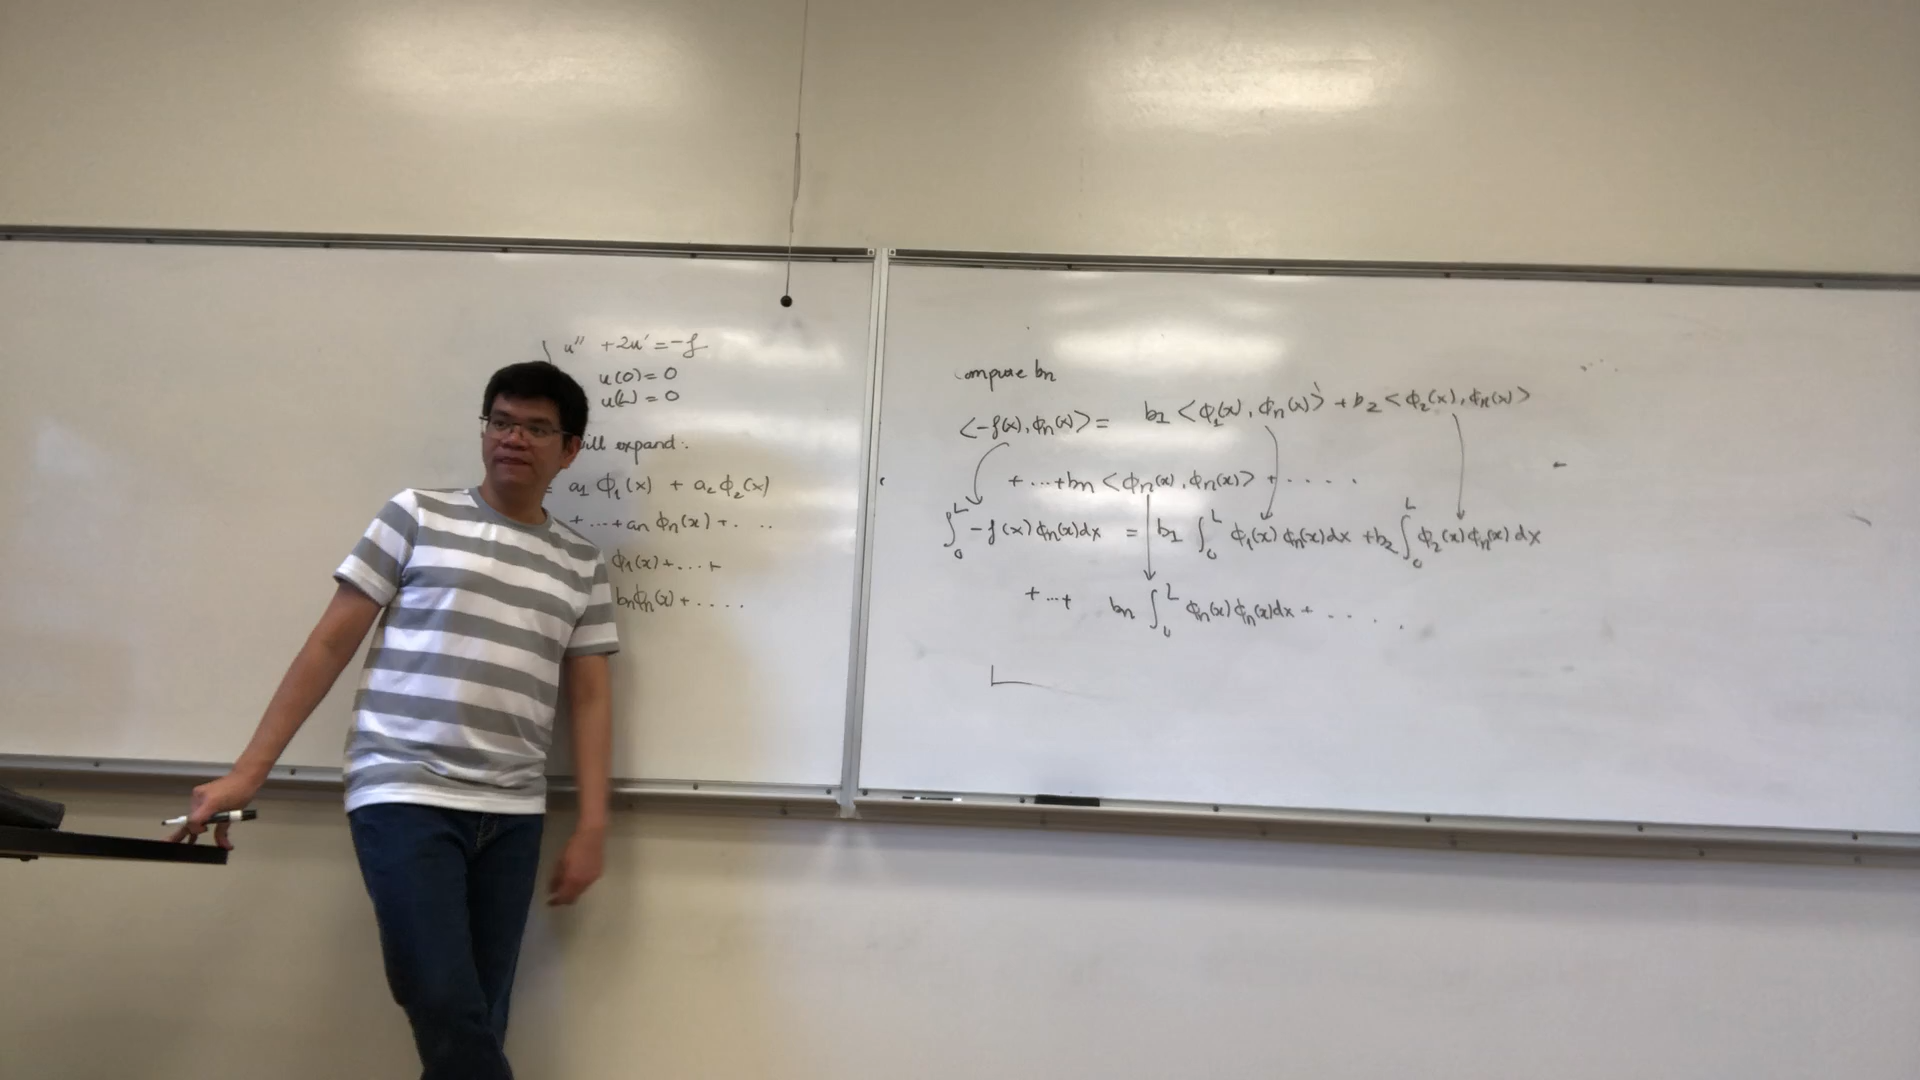 u'' + 2u' = -f
u(0) = 0
u(L) = 0
will expand:
= a1 ϕ1(x) + a2 ϕ2(x)
+ ... + an ϕn(x) + . ..
ϕ1(x) + ... +
bn ϕn(x) + ....
compute bn
<-f(x), ϕn(x)> = b1 <ϕ1(x), ϕn(x)> + b2 <ϕ2(x), ϕn(x)>
+ ... + bn <ϕn(x), ϕn(x)> + . . . .
∫₀ᴸ -f(x) ϕn(x) dx = b1 ∫₀ᴸ ϕ1(x) ϕn(x) dx + b2 ∫₀ᴸ ϕ2(x) ϕn(x) dx
+ ... + bn ∫₀ᴸ ϕn(x) ϕn(x) dx + . . . .